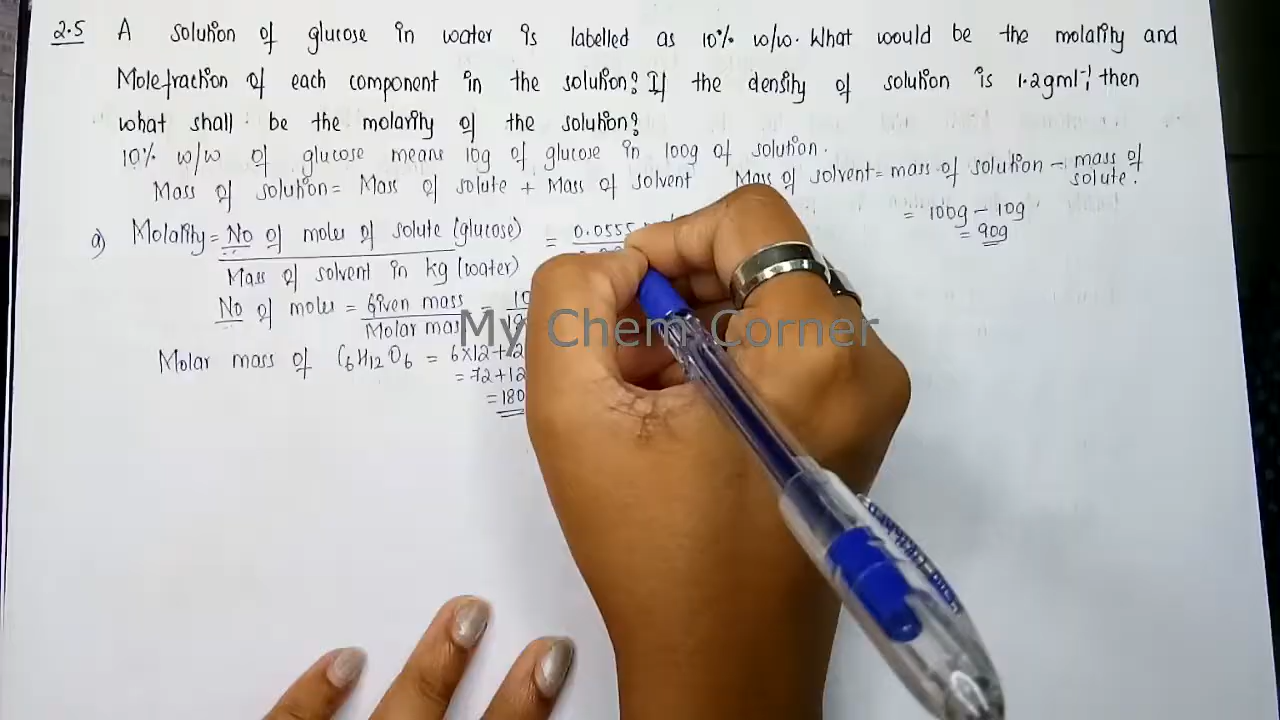 2.5 A solution of glucose in water is labelled as 10% w/w. What would be the molality and
Molefraction of each component in the solution? If the density of solution is 1.2gml⁻¹, then
what shall be the molarity of the solution?
10% w/w of glucose means 10g of glucose in 100g of solution.
Mass of solution = Mass of solute + Mass of solvent
Mass of solvent = mass of solution - mass of solute.
= 100g - 10g
= 90g
a) Molality = No of moles of solute (glucose) = 0.0555
Mass of solvent in kg (water)
No of moles = Given mass = 10
Molar mass
Molar mass of C₆H₁₂O₆ = 6x12+12
= 72+12
= 180
My Chem Corner